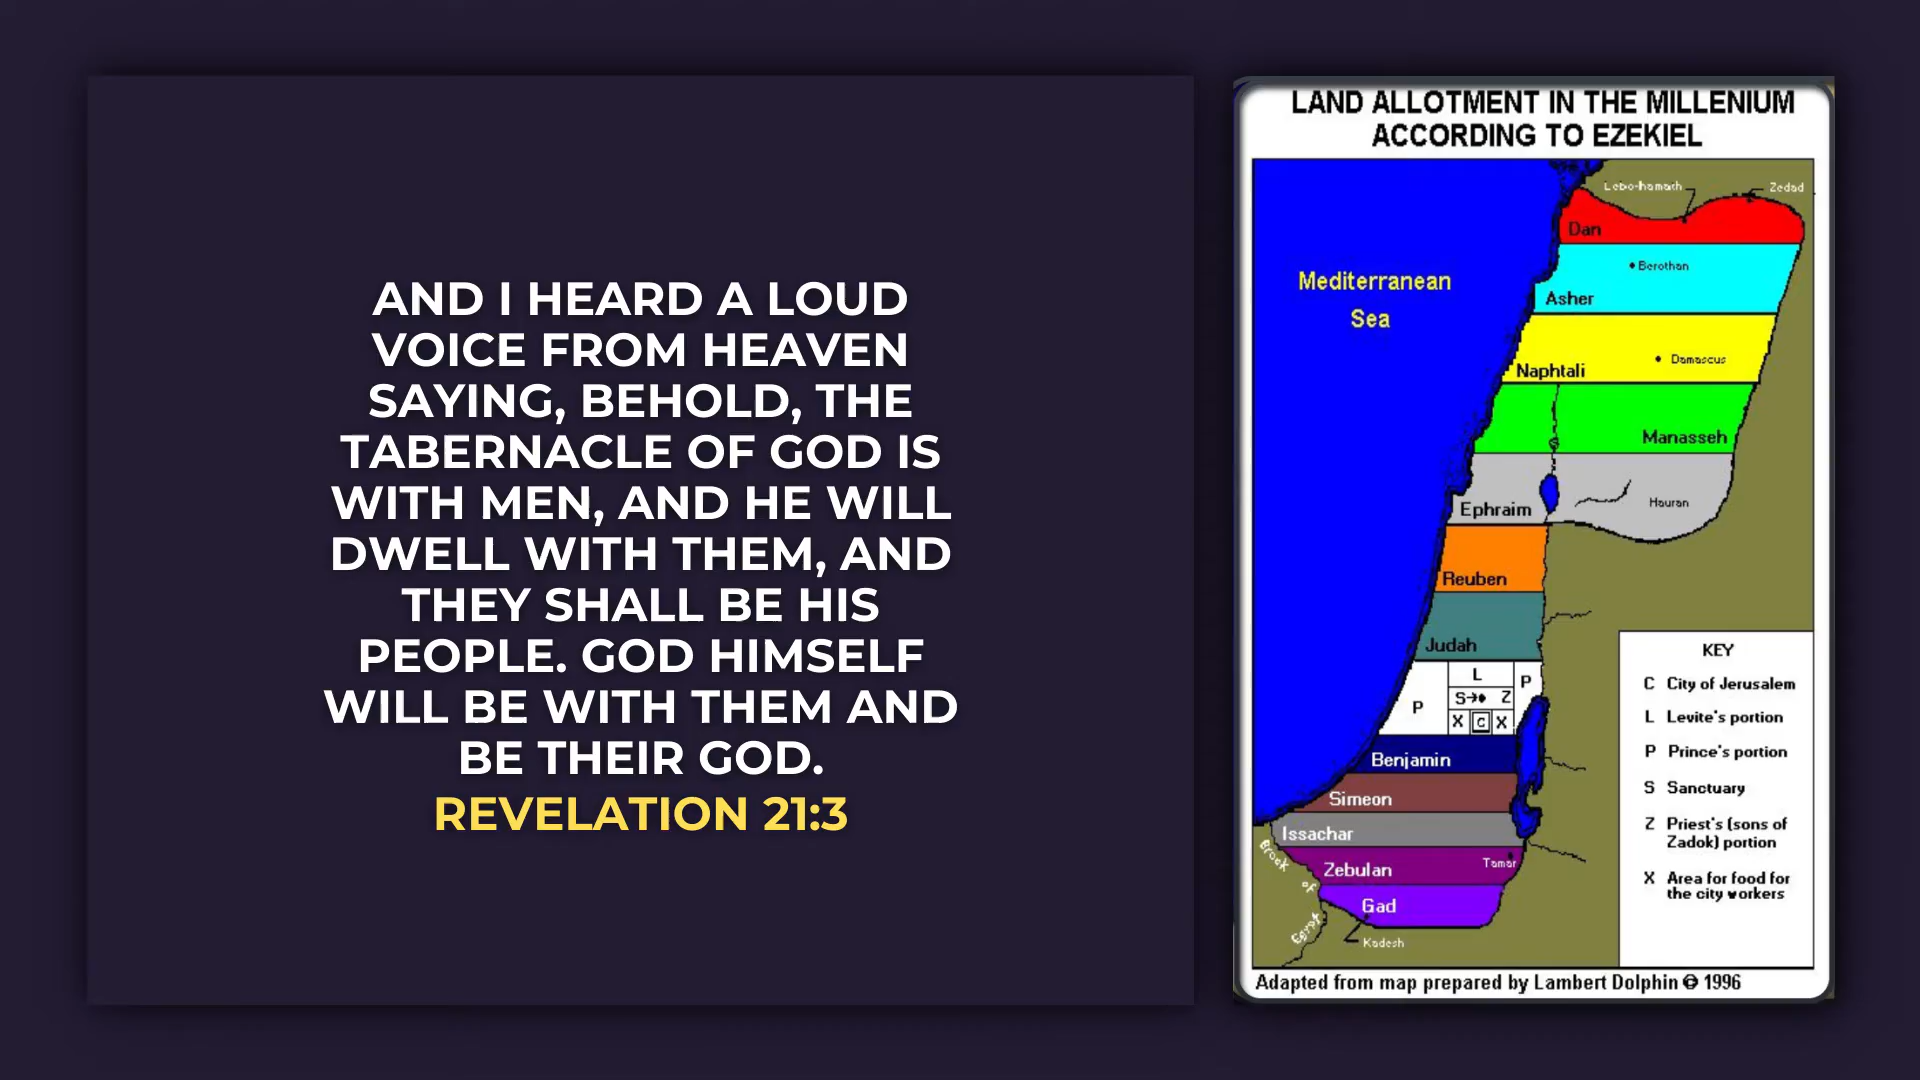 AND I HEARD A LOUD
VOICE FROM HEAVEN
SAYING, BEHOLD, THE
TABERNACLE OF GOD IS
WITH MEN, AND HE WILL
DWELL WITH THEM, AND
THEY SHALL BE HIS
PEOPLE. GOD HIMSELF
WILL BE WITH THEM AND
BE THEIR GOD.
REVELATION 21:3
LAND ALLOTMENT IN THE MILLENIUM
ACCORDING TO EZEKIEL
Lebo-hamath
Zedad
Dan
Berothan
Mediterranean
Sea
Asher
Damascus
Naphtali
Manasseh
Hauran
Ephraim
Reuben
Judah
L
P
S Z
P
X C X
Benjamin
Simeon
Issachar
Zebulan
Tamar
Gad
Brook of Egypt
Kadesh
KEY
C City of Jerusalem
L Levite's portion
P Prince's portion
S Sanctuary
Z Priest's (sons of
Zadok) portion
X Area for food for
the city workers
Adapted from map prepared by Lambert Dolphin © 1996